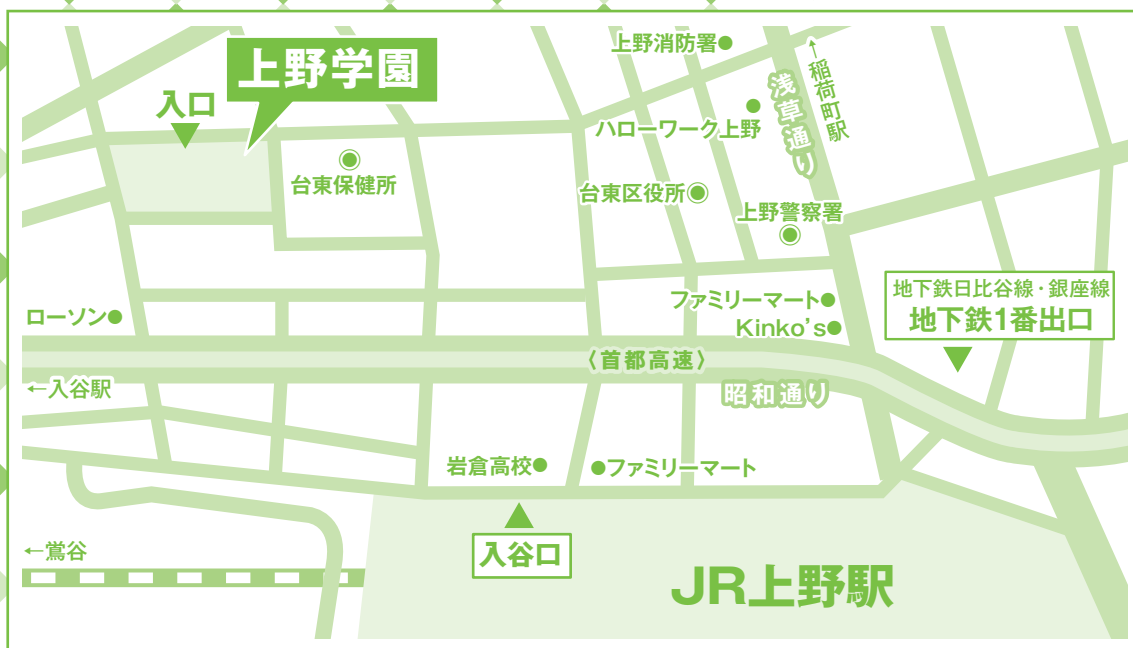 上野学園
入口
台東保健所
上野消防署
ハローワーク上野
浅草通り
←稲荷町駅
台東区役所
上野警察署
地下鉄日比谷線・銀座線
地下鉄1番出口
ファミリーマート
Kinko's
ローソン
〈首都高速〉
←入谷駅
昭和通り
岩倉高校
ファミリーマート
入谷口
←鶯谷
JR上野駅